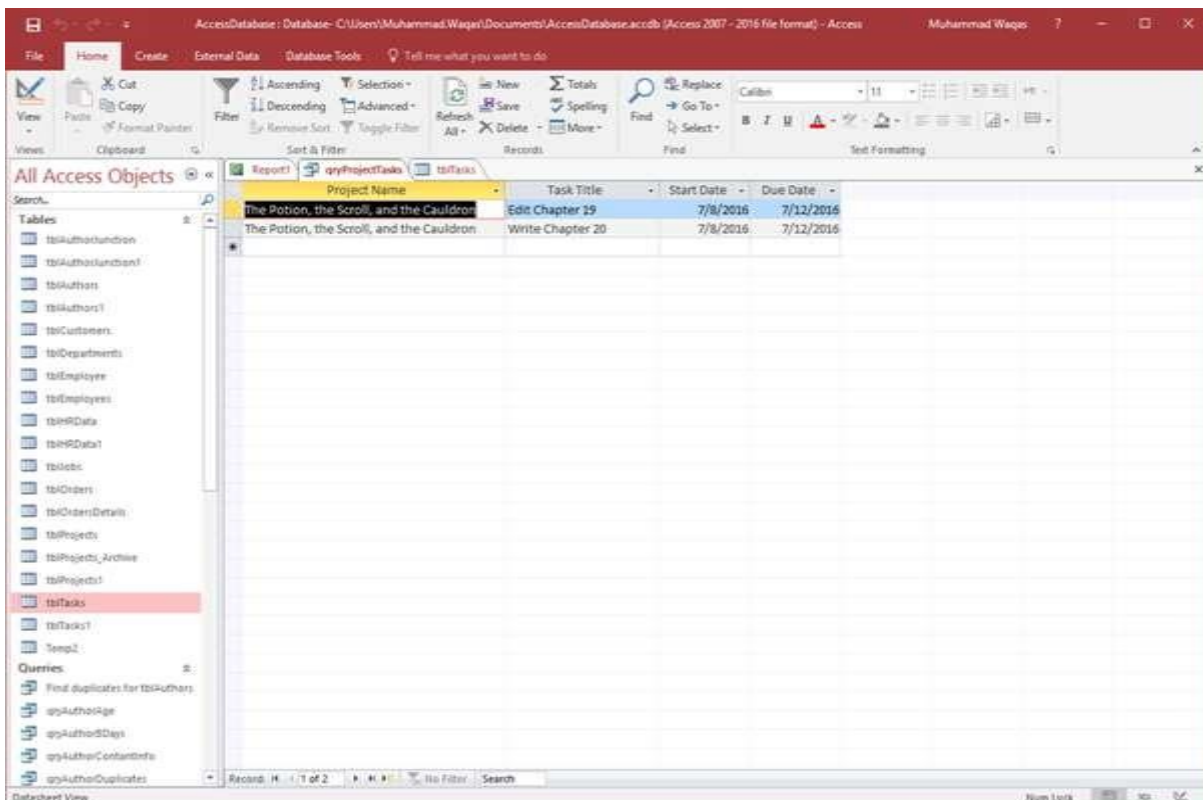 AccessDatabase : Database- C:\Users\Muhammad.Waqas\Documents\AccessDatabase.accdb (Access 2007 - 2016 file format) - Access
Muhammad Waqas
?
File Home Create External Data Database Tools Tell me what you want to do
View
Paste
Cut
Copy
Format Painter
Filter
Ascending
Descending
Remove Sort
Selection
Advanced
Toggle Filter
Refresh
All
New
Save
Delete
Totals
Spelling
More
Find
Replace
Go To
Select
Calibri 11
B I U A
Views Clipboard Sort & Filter Records Find Text Formatting
All Access Objects
Search...
Report1 qryProjectTasks tblTasks
Project Name Task Title Start Date Due Date
The Potion, the Scroll, and the Cauldron Edit Chapter 19 7/8/2016 7/12/2016
The Potion, the Scroll, and the Cauldron Write Chapter 20 7/8/2016 7/12/2016
Tables
tblAuthorJunction
tblAuthorJunction1
tblAuthors
tblAuthors1
tblCustomers
tblDepartments
tblEmployee
tblEmployees
tblHRData
tblHRData1
tblJobs
tblOrders
tblOrdersDetails
tblProjects
tblProjects_Archive
tblProjects1
tblTasks
tblTasks1
Temp2
Queries
Find duplicates for tblAuthors
qryAuthorAge
qryAuthorBDays
qryAuthorContantInfo
qryAuthorDuplicates
Record: 1 of 2 No Filter Search
Datasheet View
Num Lock